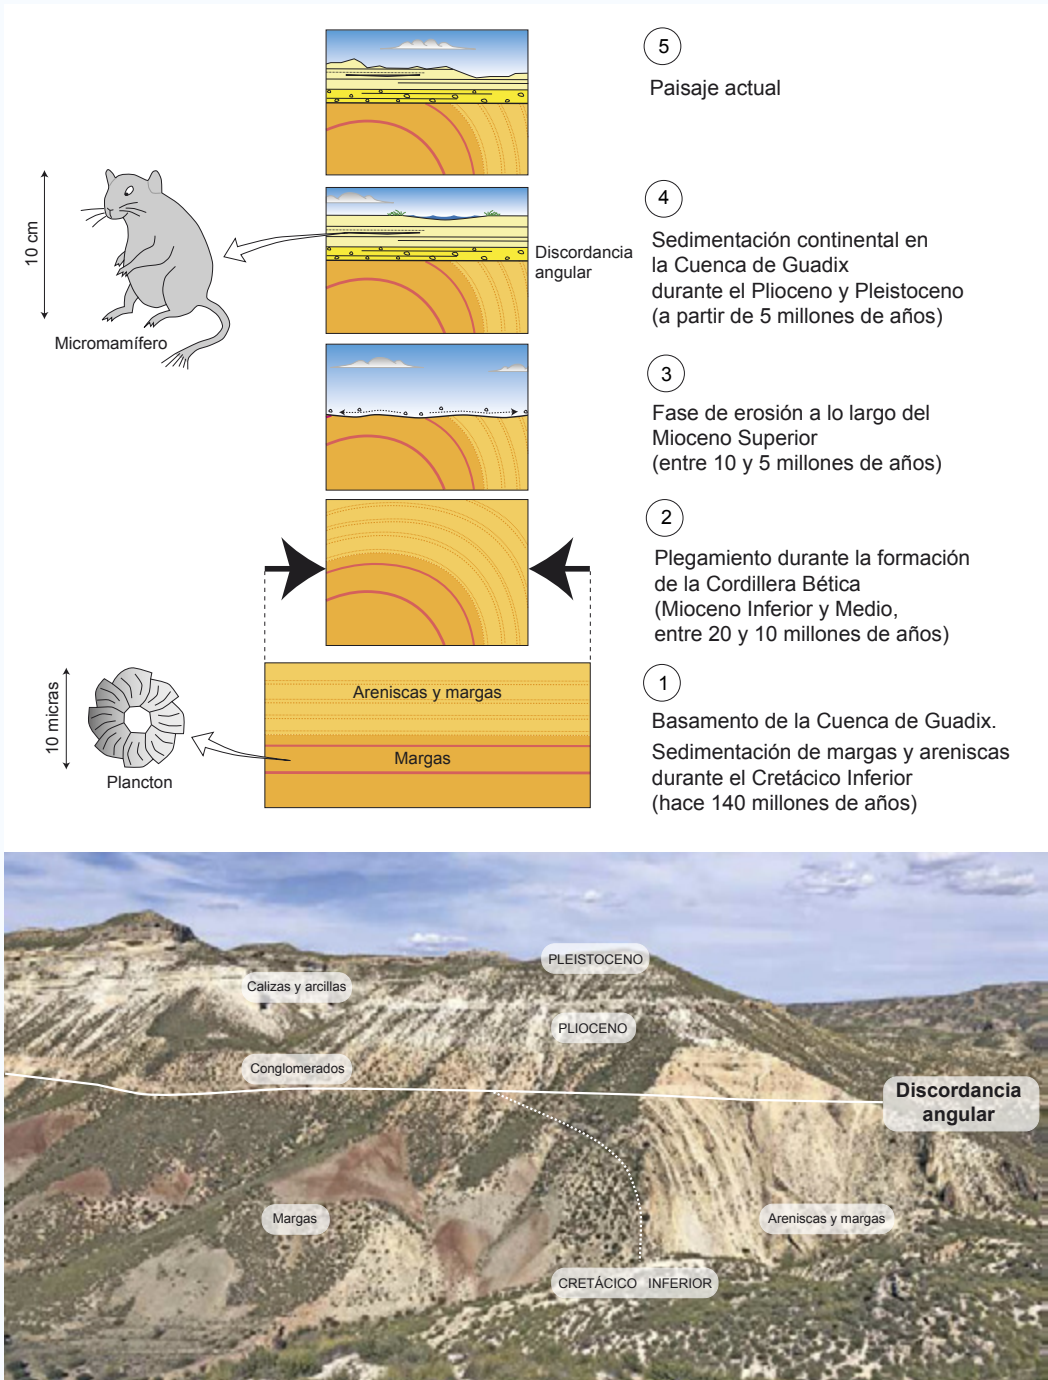 5
Paisaje actual
4
Sedimentación continental en
la Cuenca de Guadix
durante el Plioceno y Pleistoceno
(a partir de 5 millones de años)
Discordancia
angular
10 cm
Micromamífero
3
Fase de erosión a lo largo del
Mioceno Superior
(entre 10 y 5 millones de años)
2
Plegamiento durante la formación
de la Cordillera Bética
(Mioceno Inferior y Medio,
entre 20 y 10 millones de años)
1
Basamento de la Cuenca de Guadix.
Sedimentación de margas y areniscas
durante el Cretácico Inferior
(hace 140 millones de años)
Areniscas y margas
Margas
10 micras
Plancton
PLEISTOCENO
Calizas y arcillas
PLIOCENO
Conglomerados
Discordancia
angular
Margas
Areniscas y margas
CRETÁCICO INFERIOR